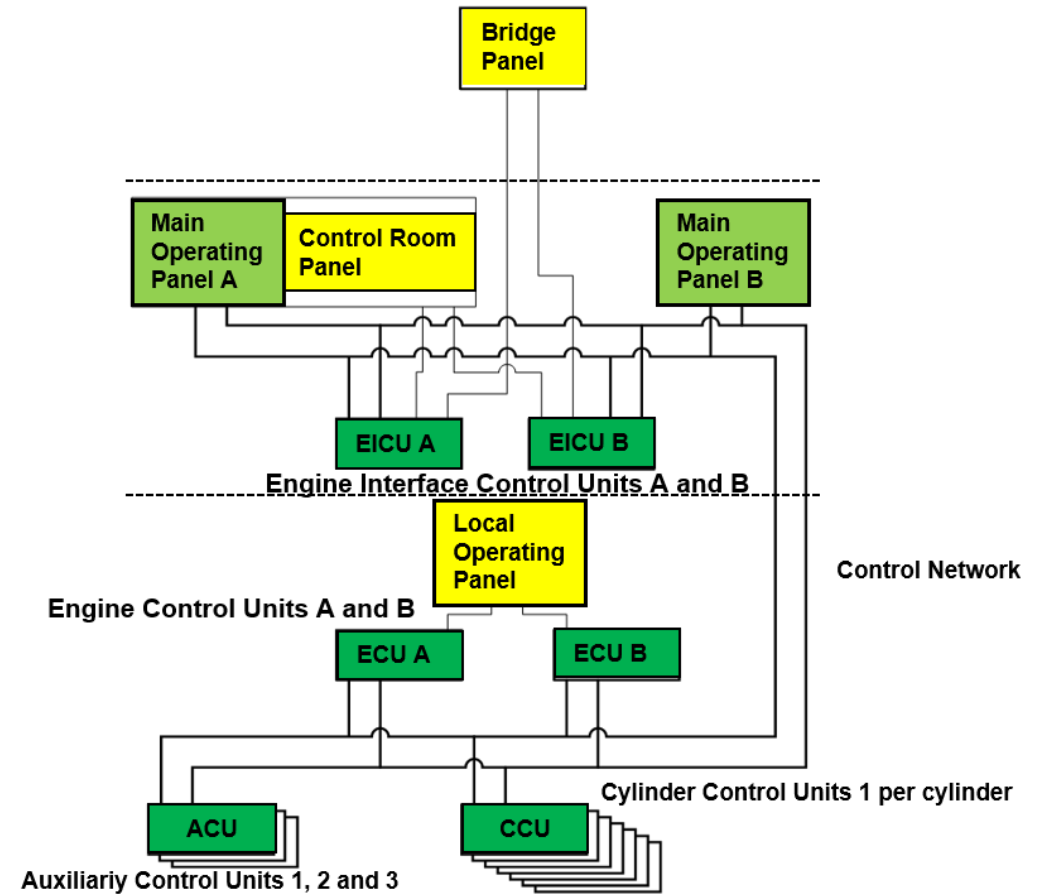 Bridge
Panel
Main
Operating
Panel A
Control Room
Panel
Main
Operating
Panel B
EICU A
EICU B
Engine Interface Control Units A and B
Local
Operating
Panel
Control Network
Engine Control Units A and B
ECU A
ECU B
Cylinder Control Units 1 per cylinder
ACU
CCU
Auxiliariy Control Units 1, 2 and 3